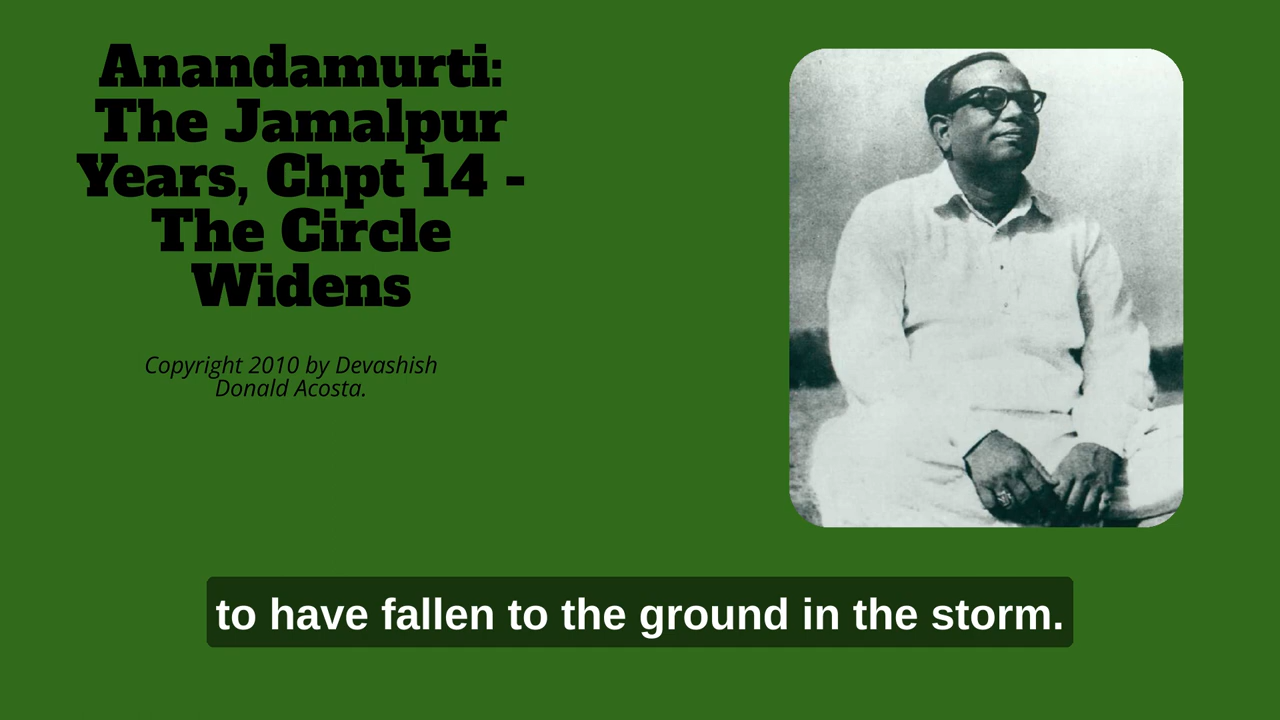 Anandamurti:
The Jamalpur
Years, Chpt 14 -
The Circle
Widens
Copyright 2010 by Devashish
Donald Acosta.
to have fallen to the ground in the storm.